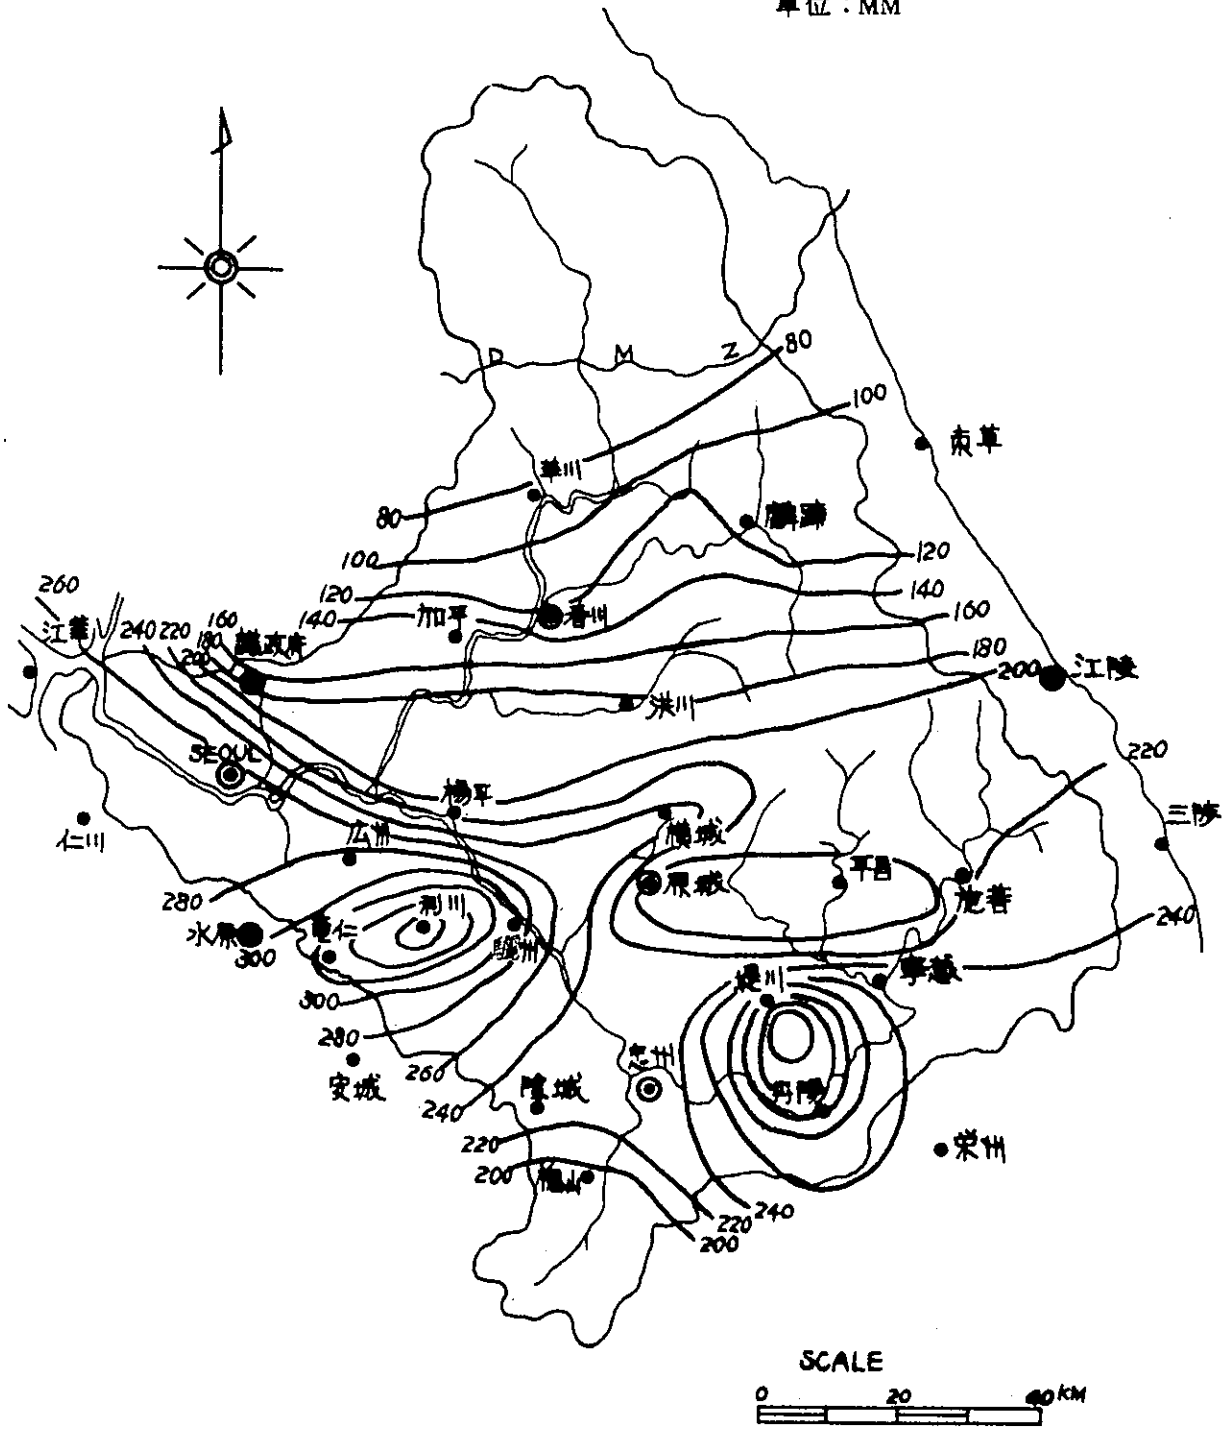 單位 : MM
D M Z
80
100
束草
華川
80
麟蹄
100
120
260
120
140
春川
140
160
加平
江華
240
220
160
180
200
議政府
180
200
江陵
洪川
220
SEOUL
楊平
三陟
仁川
広州
橫城
原城
平昌
旌善
280
利川
240
水原
龍仁
驪州
300
寧越
堤川
300
280
忠州
安城
260
陰城
丹陽
240
220
栄州
200
槐山
240
220
200
SCALE
0 20 40 KM